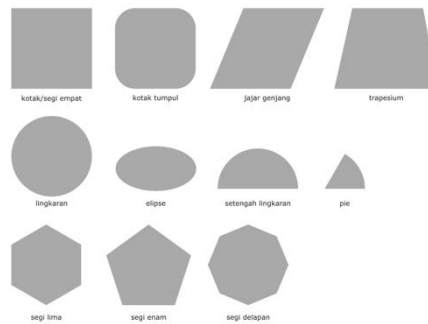 kotak/segi empat
kotak tumpul
jajar genjang
trapesium
lingkaran
elipse
setengah lingkaran
pie
segi lima
segi enam
segi delapan